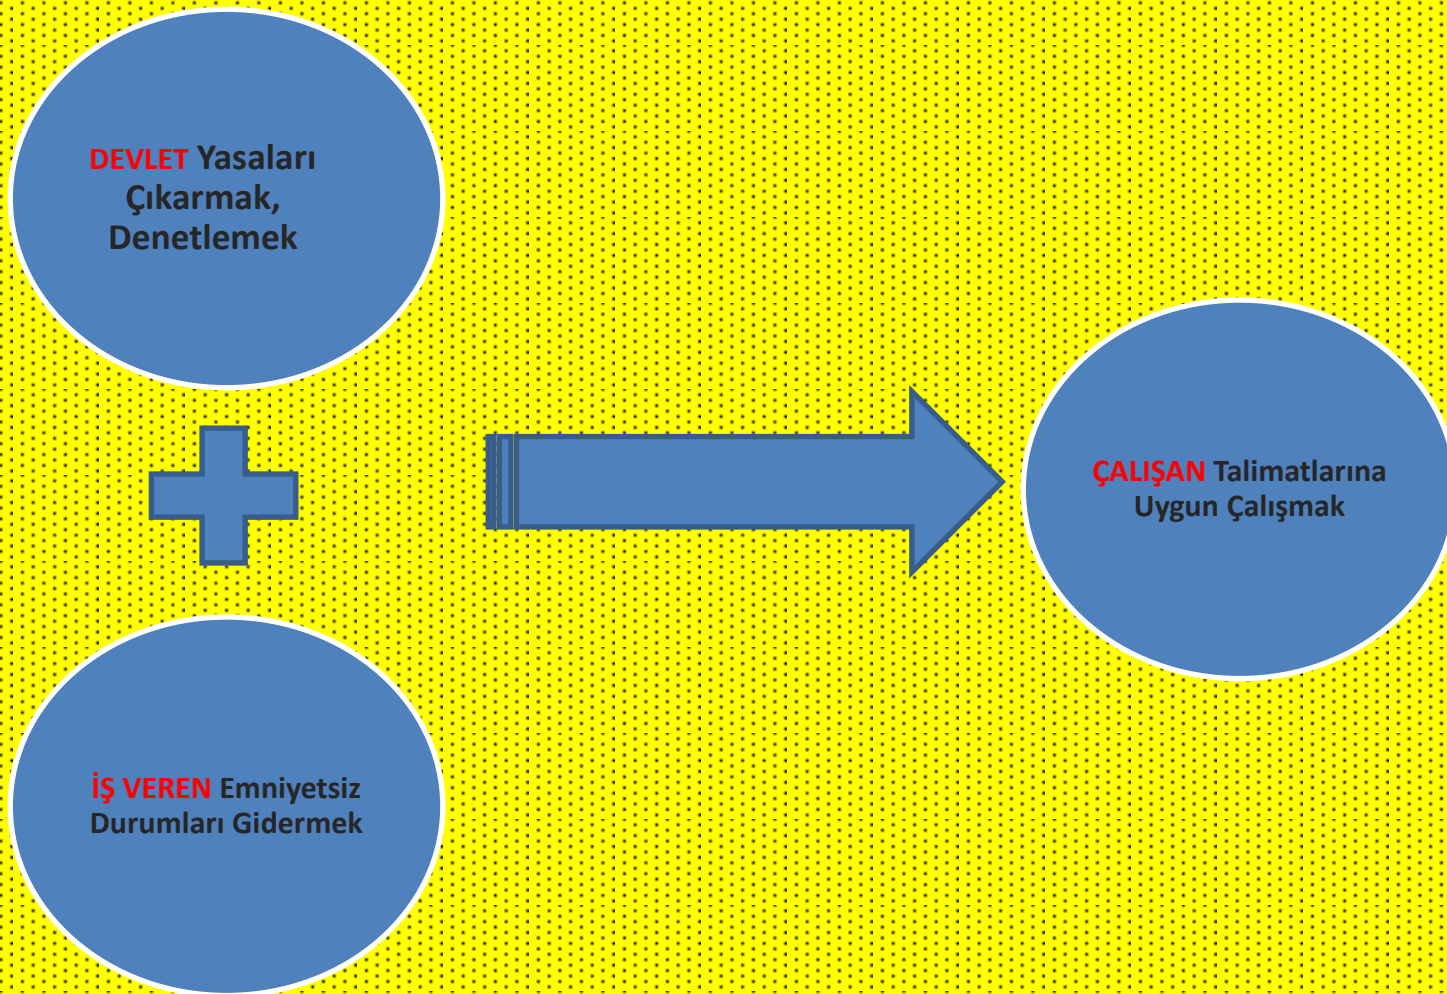 DEVLET Yasaları
Çıkarmak,
Denetlemek
İŞ VEREN Emniyetsiz
Durumları Gidermek
ÇALIŞAN Talimatlarına
Uygun Çalışmak